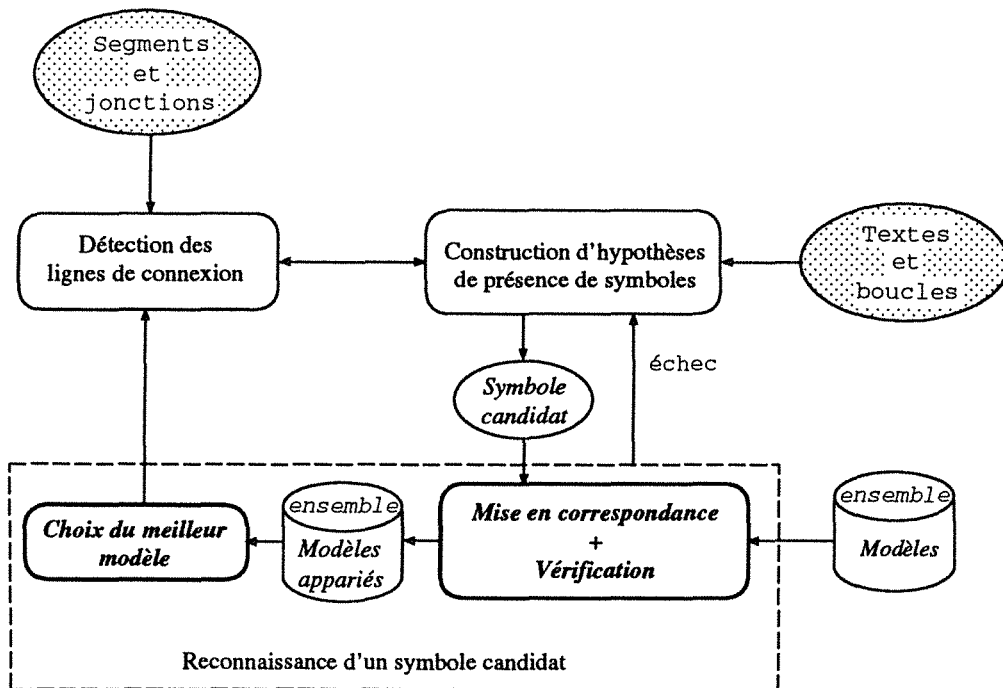 Segments
et
jonctions
Détection des
lignes de connexion
Construction d'hypothèses
de présence de symboles
Textes
et
boucles
échec
Symbole
candidat
Choix du meilleur
modèle
ensemble
Modèles
appariés
Mise en correspondance
+
Vérification
ensemble
Modèles
Reconnaissance d'un symbole candidat